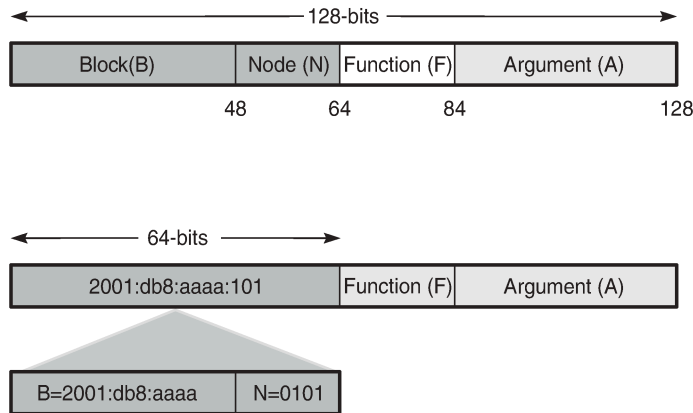 128-bits
Block(B) Node (N) Function (F) Argument (A)
48 64 84 128
64-bits
2001:db8:aaaa:101 Function (F) Argument (A)
B=2001:db8:aaaa N=0101